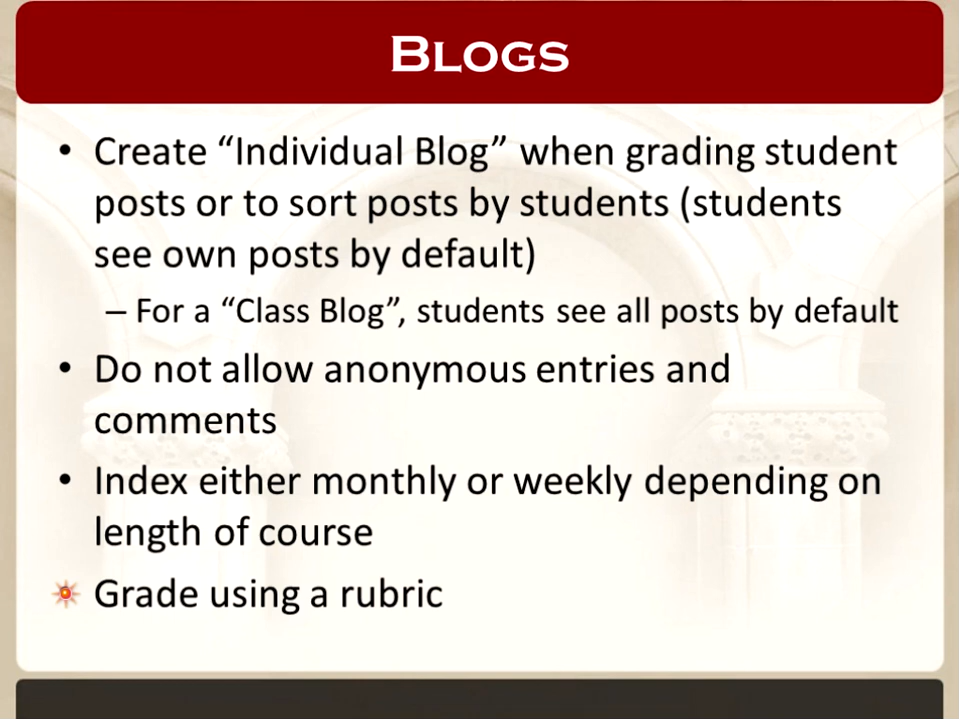 Blogs
• Create “Individual Blog” when grading student
posts or to sort posts by students (students
see own posts by default)
– For a “Class Blog”, students see all posts by default
• Do not allow anonymous entries and
comments
• Index either monthly or weekly depending on
length of course
Grade using a rubric